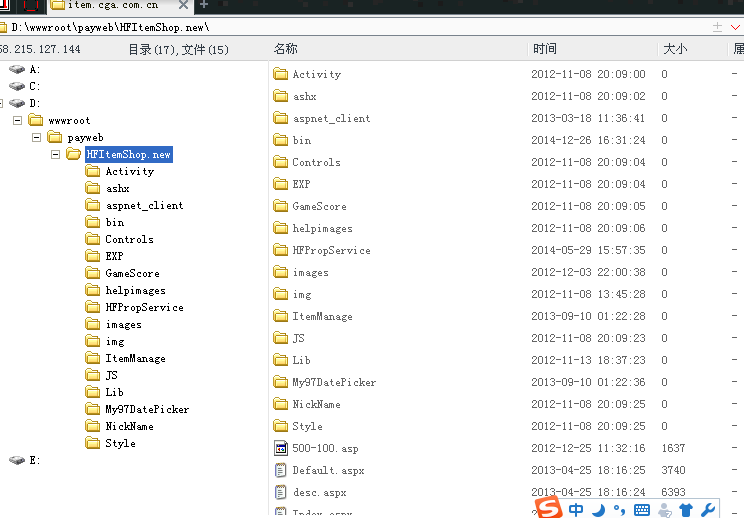 item.cga.com.cn
D:\wwwroot\payweb\HFItemShop.new\
58.215.127.144 目录(17),文件(15) 名称 时间 大小
A:
C:
D:
wwwroot
payweb
HFItemShop.new
Activity
ashx
aspnet_client
bin
Controls
EXP
GameScore
helpimages
HFPropService
images
img
ItemManage
JS
Lib
My97DatePicker
NickName
Style
E:
Activity 2012-11-08 20:09:00 0 -
ashx 2012-11-08 20:09:02 0 -
aspnet_client 2013-03-18 11:36:41 0 -
bin 2014-12-26 16:31:24 0 -
Controls 2012-11-08 20:09:04 0 -
EXP 2012-11-08 20:09:04 0 -
GameScore 2012-11-08 20:09:05 0 -
helpimages 2012-11-08 20:09:06 0 -
HFPropService 2014-05-29 15:57:35 0 -
images 2012-12-03 22:00:38 0 -
img 2012-11-08 13:45:28 0 -
ItemManage 2013-09-10 01:22:28 0 -
JS 2012-11-08 20:09:23 0 -
Lib 2012-11-13 18:37:23 0 -
My97DatePicker 2013-09-10 01:22:36 0 -
NickName 2012-11-08 20:09:25 0 -
Style 2012-11-08 20:09:25 0 -
500-100.asp 2012-12-25 11:32:16 1637 -
Default.aspx 2013-04-25 18:16:25 3740 -
desc.aspx 2013-04-25 18:16:24 6393 -
Index.aspx
S 中